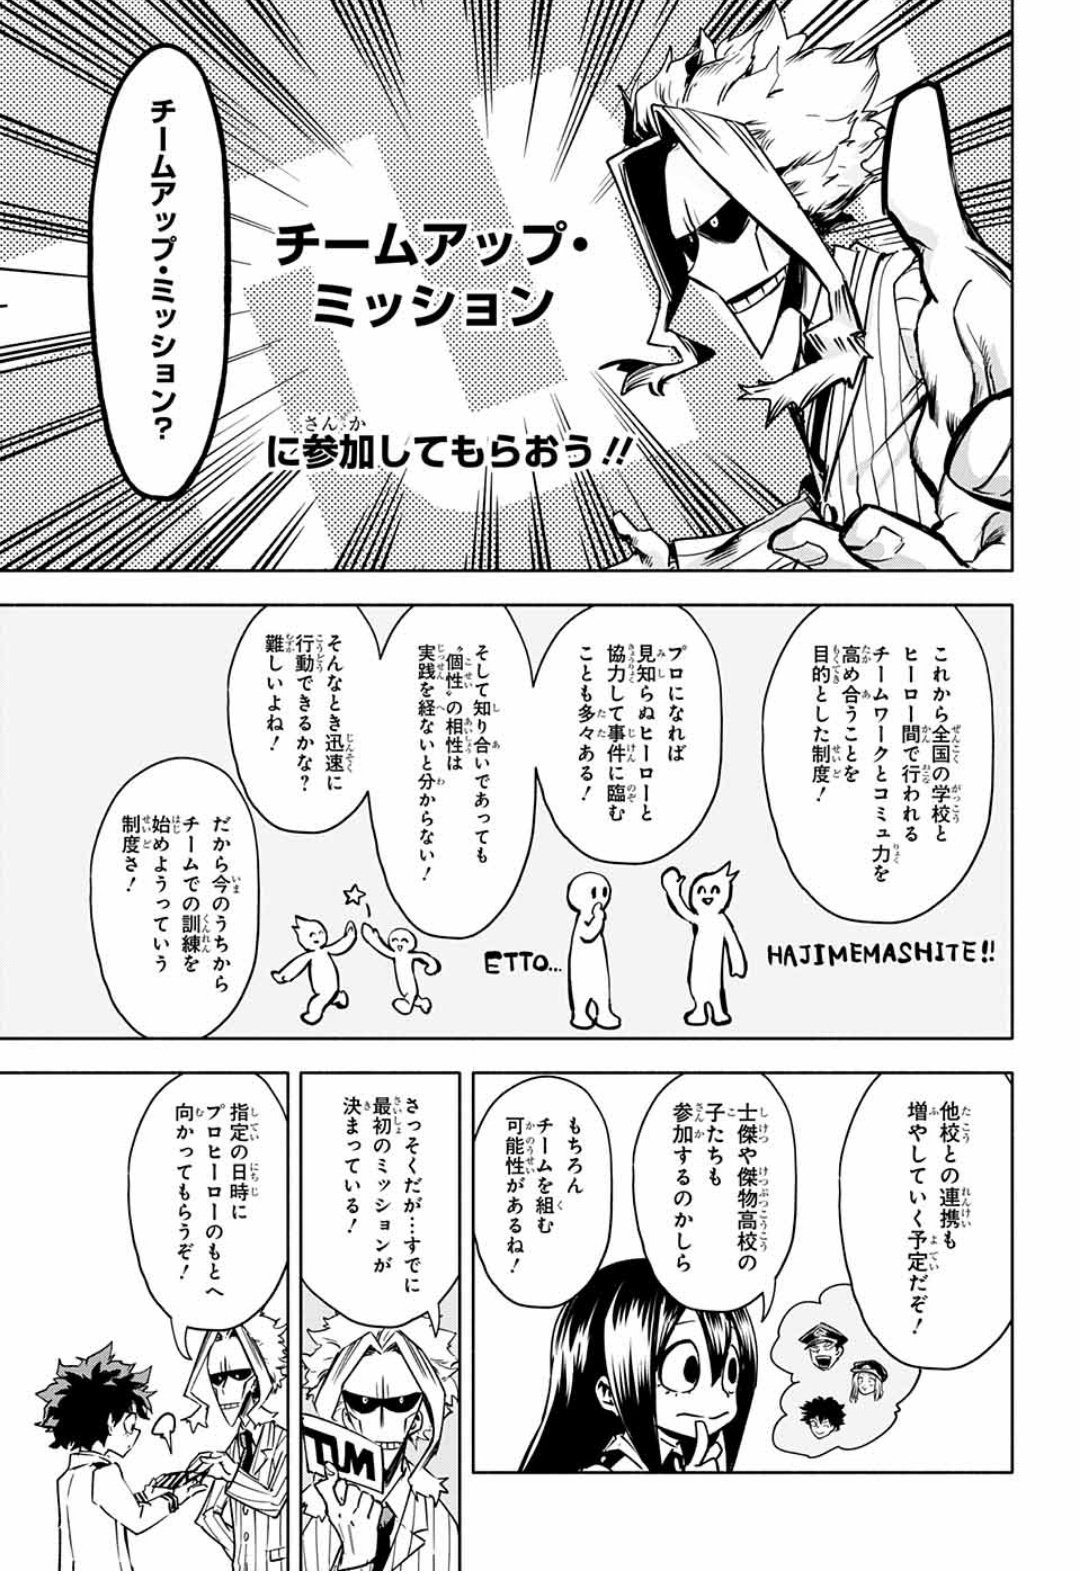 チームアップ・
ミッション
に参加してもらおう!!
チームアップ・ミッション?
これから全国の学校と
ヒーロー間で行われる
チームワークとコミュ力を
高め合うことを
目的とした制度!
プロになれば
見知らぬヒーローと
協力して事件に臨む
ことも多々ある!
そして知り合いであっても
"個性"の相性は
実践を経ないと分からない!
そんなとき迅速に
行動できるかな?
難しいよね!
だから今のうちから
チームでの訓練を
始めようっていう
制度さ!
HAJIMEMASHITE!!
ETTO...
他校との連携も
増やしていく予定だぞ!
士傑や傑物高校の
子たちも
参加するのかしら
もちろん
チームを組む
可能性があるね!
さっそくだが…すでに
最初のミッションが
決まっている!
TUM
指定の日時に
プロヒーローのもとへ
向かってもらうぞ!